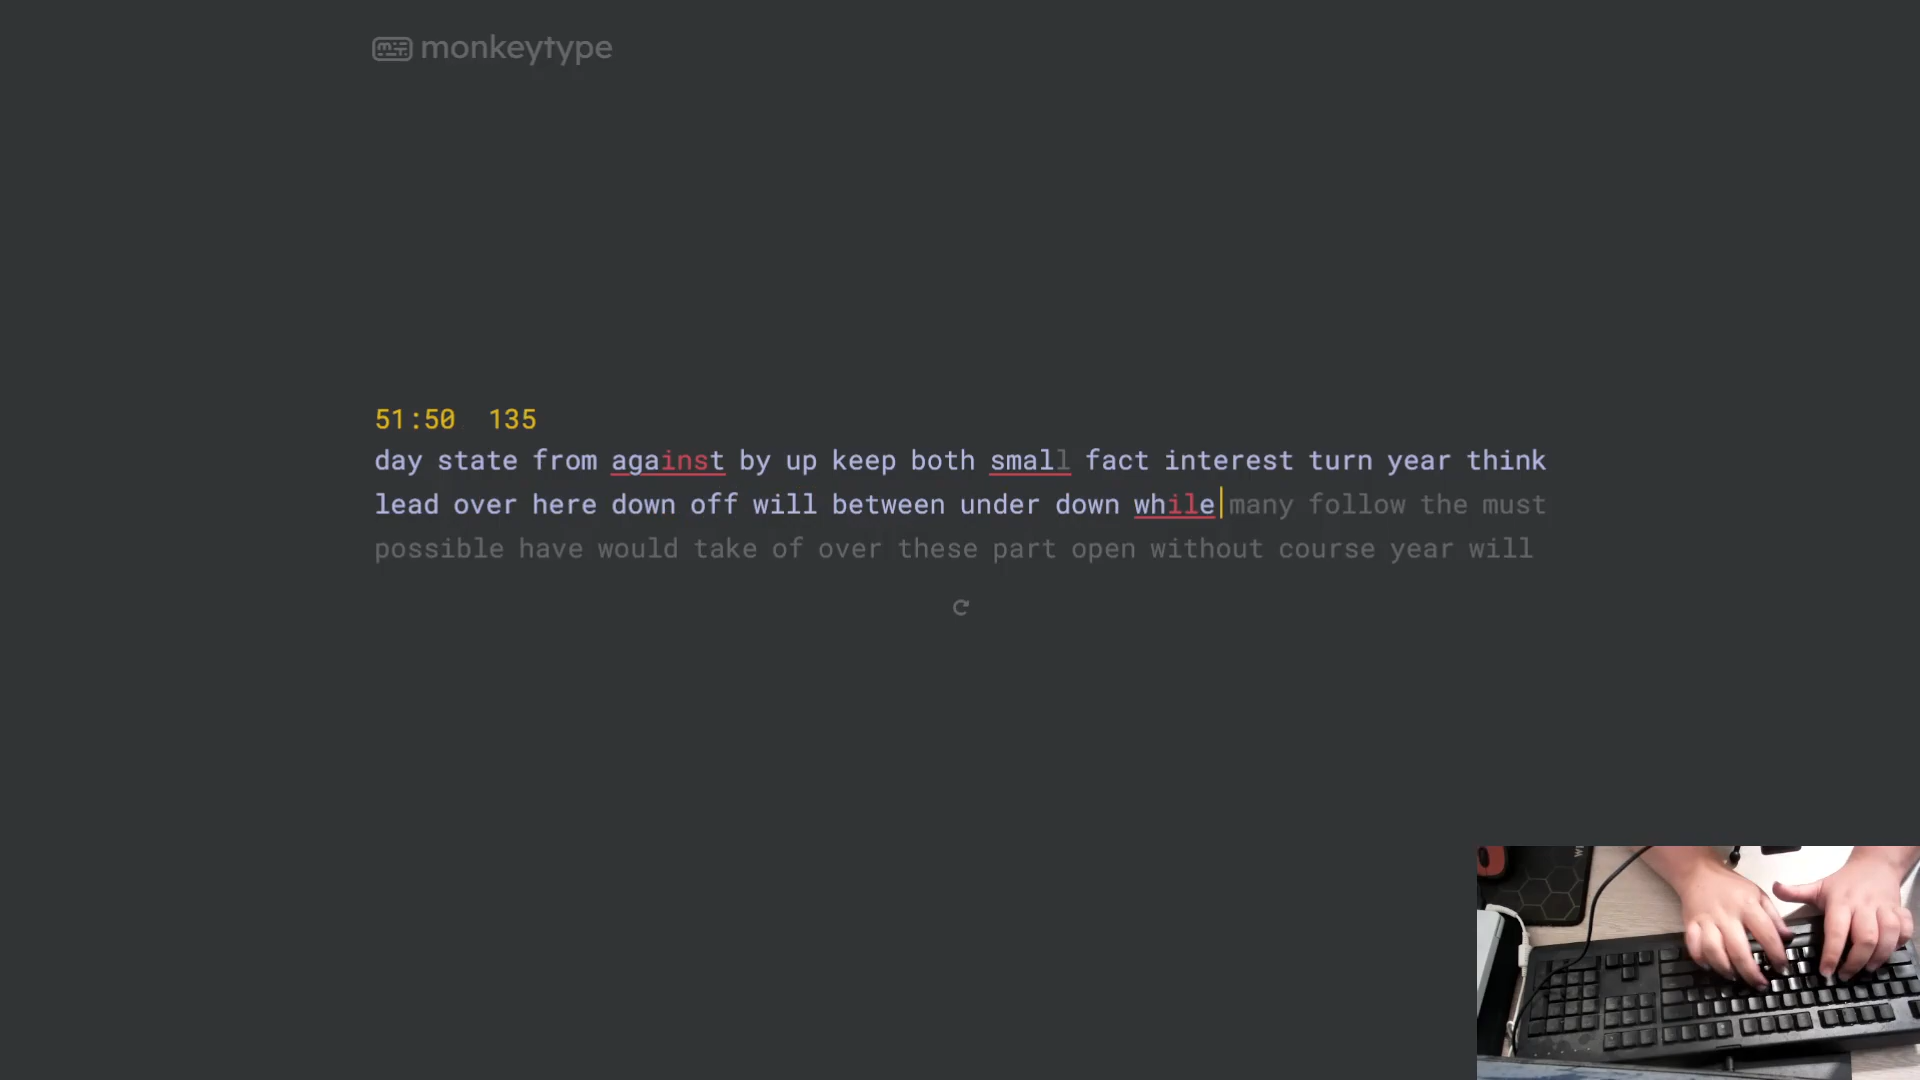 monkeytype
51:50 135
day state from against by up keep both small fact interest turn year think
lead over here down off will between under down while many follow the must
possible have would take of over these part open without course year will